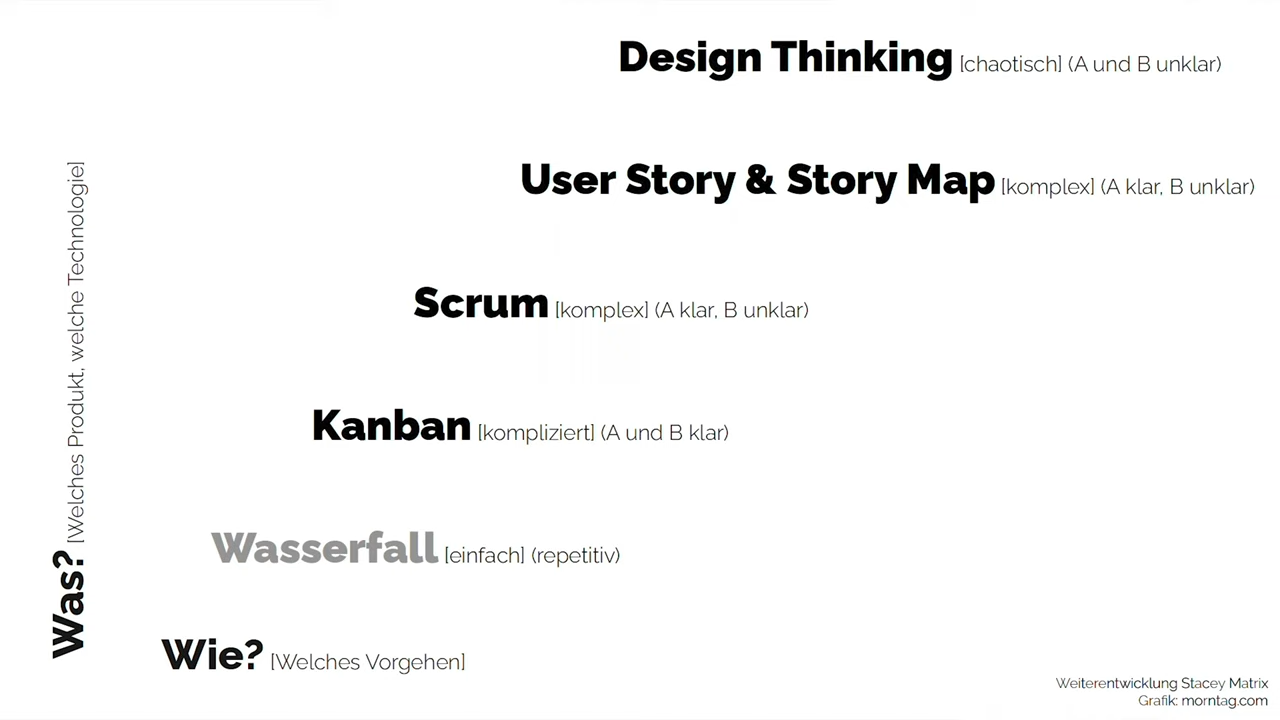 Design Thinking [chaotisch] (A und B unklar)
User Story & Story Map [komplex] (A klar, B unklar)
Scrum [komplex] (A klar, B unklar)
Kanban [kompliziert] (A und B klar)
Wasserfall [einfach] (repetitiv)
Was? [Welches Produkt, welche Technologie]
Wie? [Welches Vorgehen]
Weiterentwicklung Stacey Matrix
Grafik: morntag.com